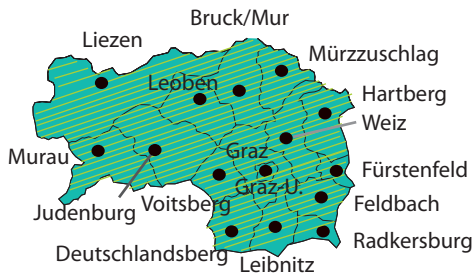 Bruck/Mur
Liezen
Mürzzuschlag
Leoben
Hartberg
Weiz
Murau
Graz
Fürstenfeld
Graz-U.
Judenburg
Voitsberg
Feldbach
Deutschlandsberg
Radkersburg
Leibnitz